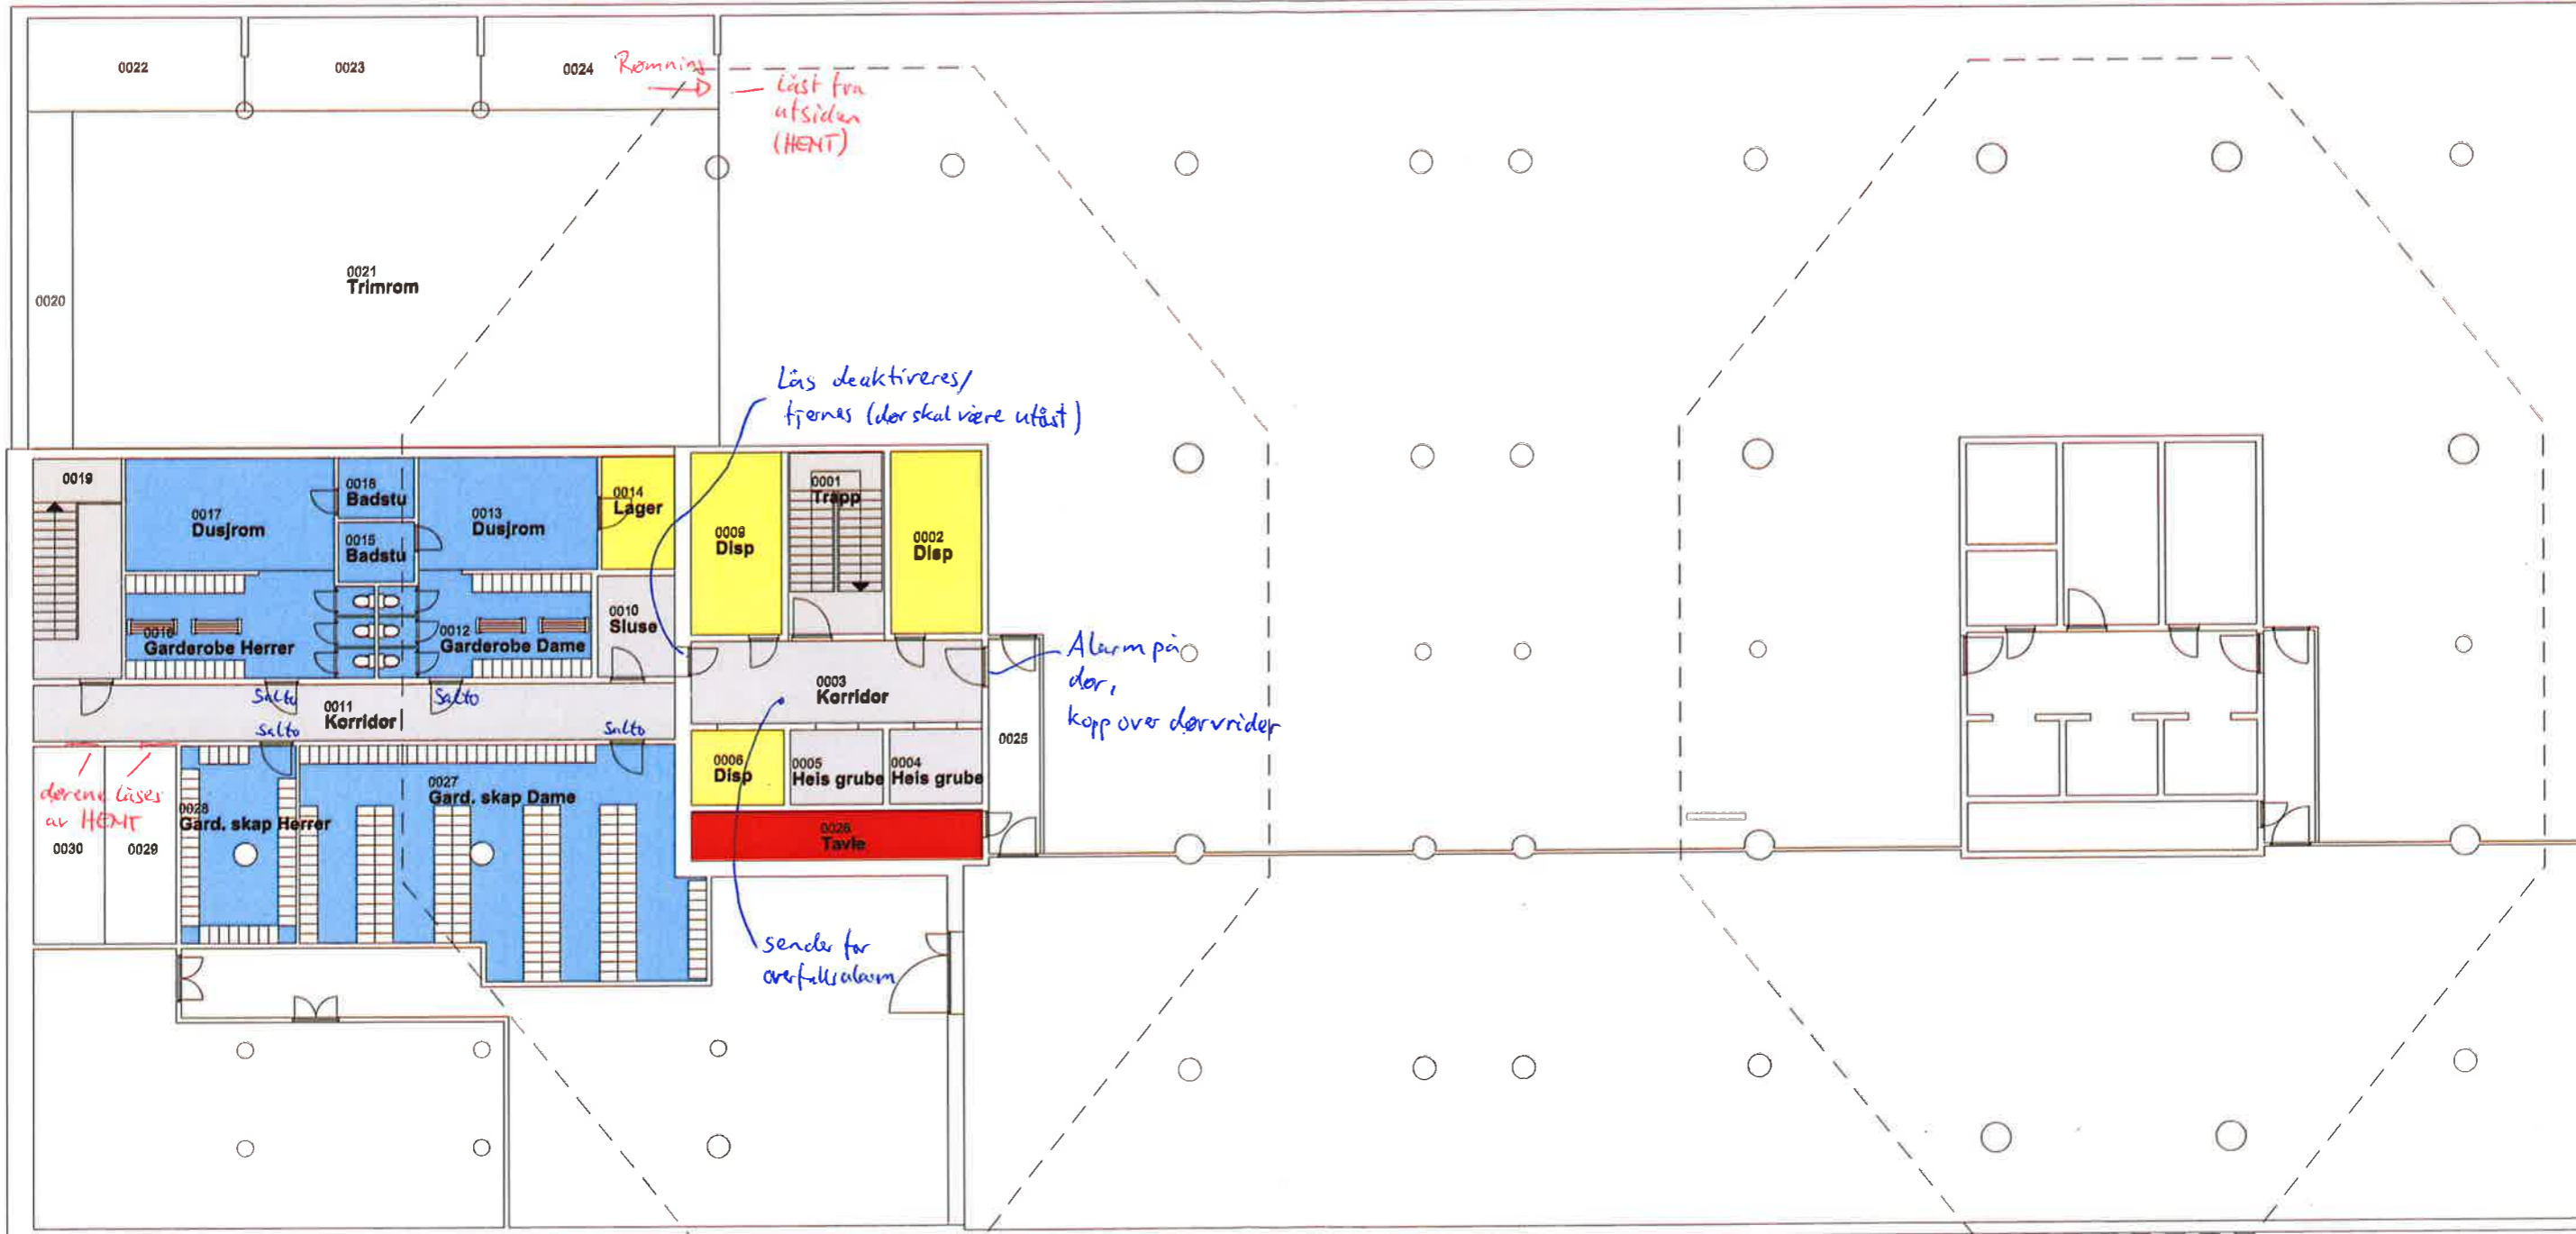 0022
0023
0024
Rømning
Låst fra
utsiden
(HENT)
0021
Trimrom
0020
Lås deaktiveres/
fjernes (dør skal være ulåst)
0019
0017
Dusjrom
0018
Badstu
0015
Badstu
0013
Dusjrom
0014
Lager
0009
Disp
0001
Trapp
0002
Disp
0016
Garderobe Herrer
0012
Garderobe Dame
0010
Sluse
Alarm på
dør,
kopp over dørvrider
0003
Korridor
Salto
Salto
0011
Korridor
Salto
Salto
0025
0006
Disp
0005
Heis grube
0004
Heis grube
dørene låses
av HENT
0030
0029
0028
Gard. skap Herrer
0027
Gard. skap Dame
0026
Tavle
sender for
overfallsalarm